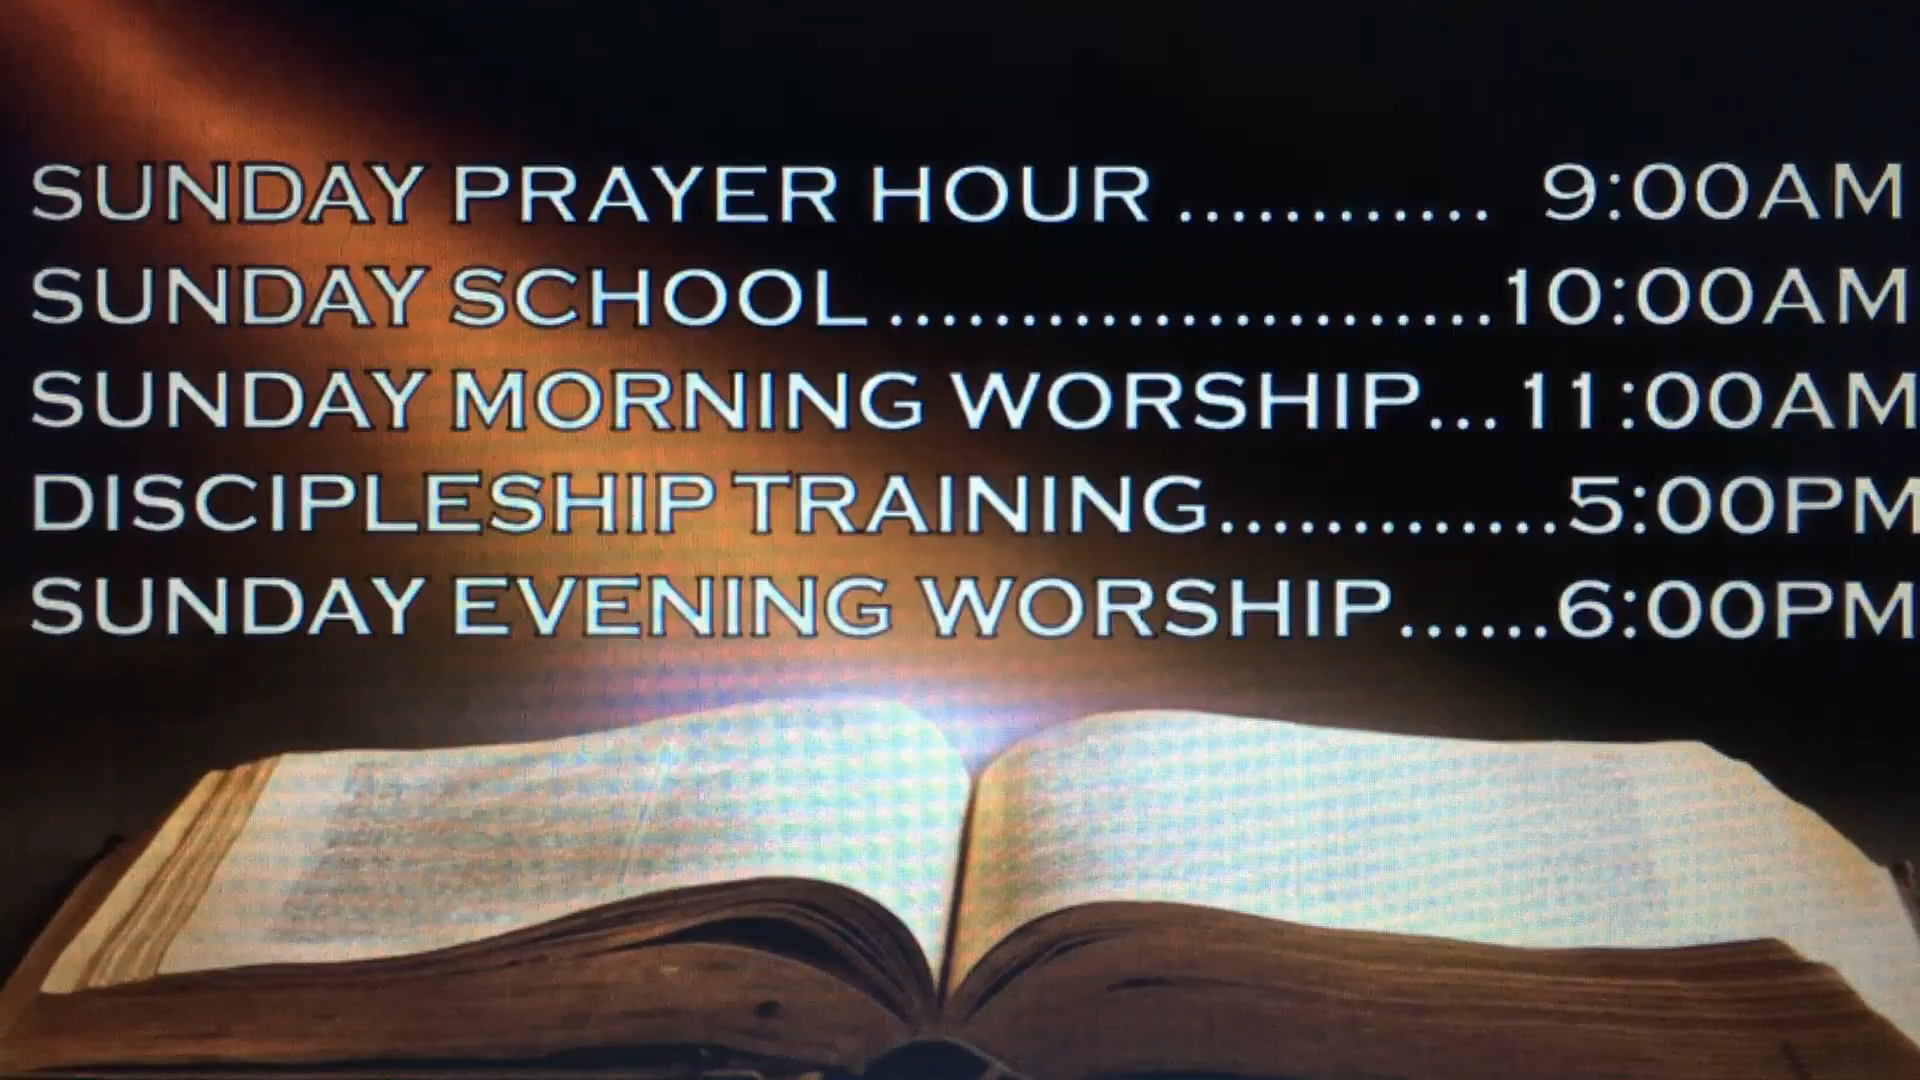 SUNDAY PRAYER HOUR ............ 9:00AM
SUNDAY SCHOOL.......................10:00AM
SUNDAY MORNING WORSHIP...11:00AM
DISCIPLESHIP TRAINING.............5:00PM
SUNDAY EVENING WORSHIP......6:00PM